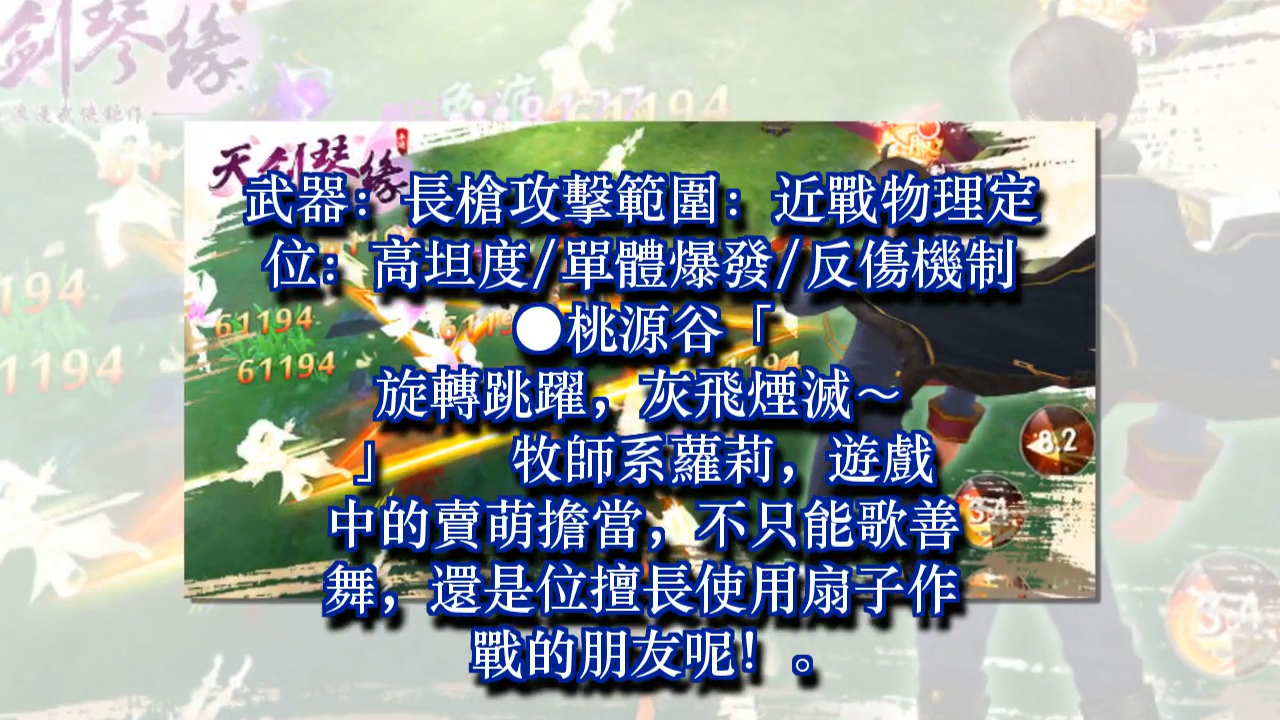 天劍琴緣
武器：長槍攻擊範圍：近戰物理定
位：高坦度/單體爆發/反傷機制
●桃源谷「
旋轉跳躍，灰飛煙滅～
」　　牧師系蘿莉，遊戲
中的賣萌擔當，不只能歌善
舞，還是位擅長使用扇子作
戰的朋友呢！。
61194
61194
8.2
3.4